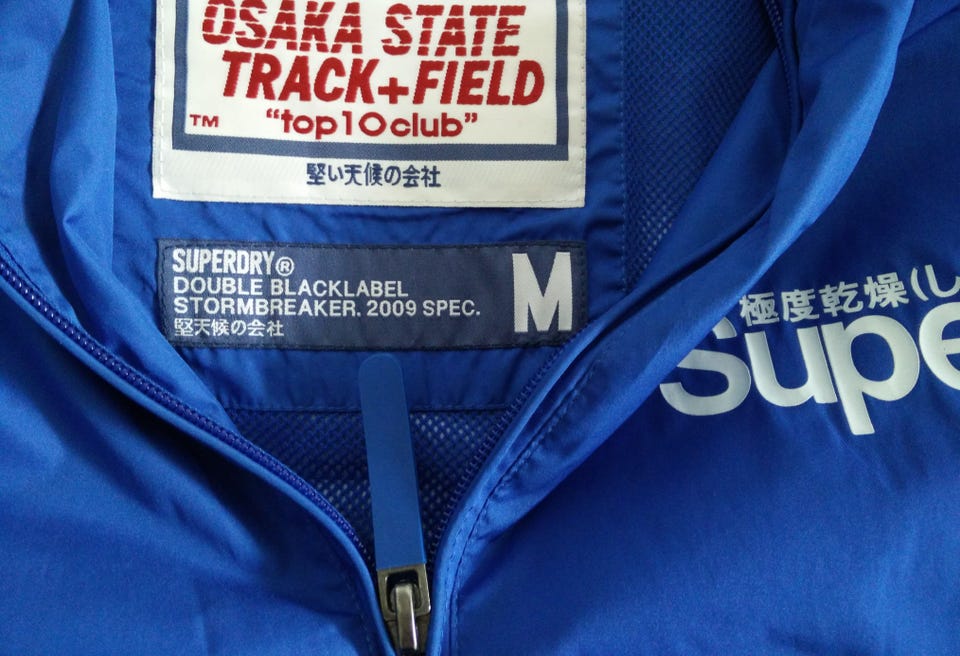 OSAKA STATE
TRACK+FIELD
TM "top10club"
堅い天候の会社
SUPERDRY®
DOUBLE BLACKLABEL
STORMBREAKER. 2009 SPEC.
堅天候の会社
M
極度乾燥(し
Supe